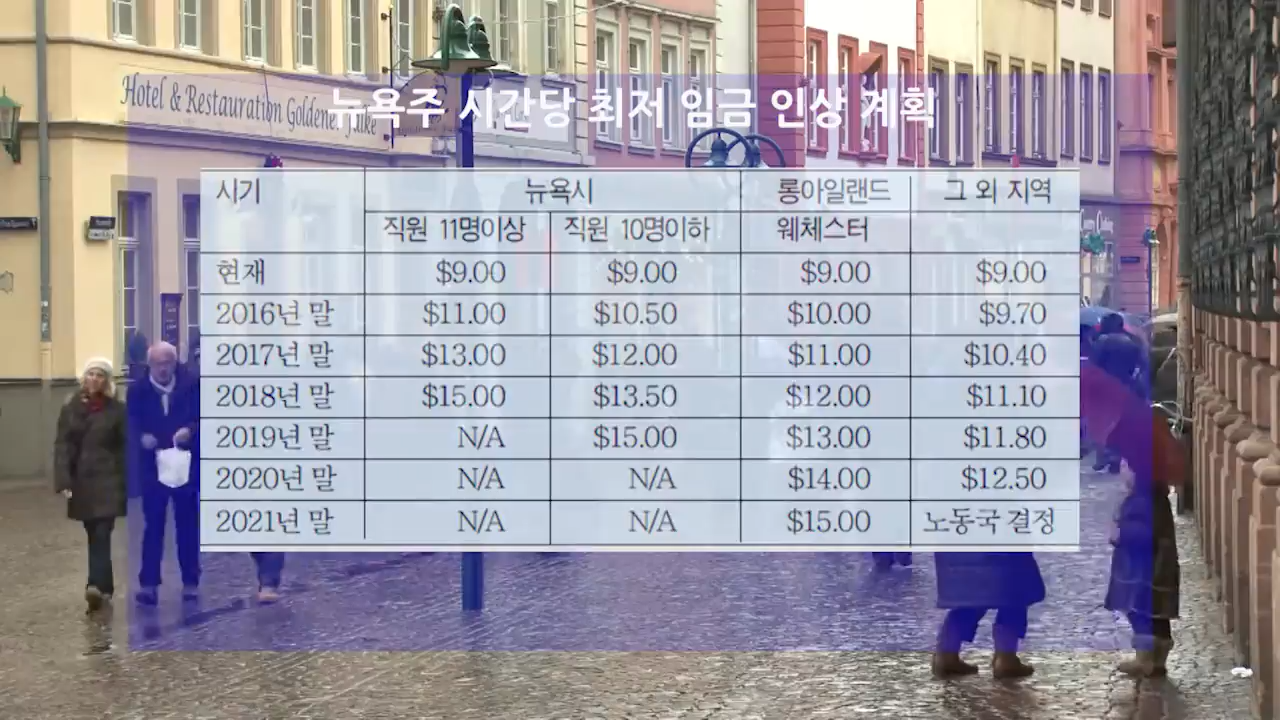 Hotel & Restauration Goldener Falke
뉴욕주 시간당 최저 임금 인상 계획
시기 뉴욕시 롱아일랜드 그 외 지역
직원 11명이상 직원 10명이하 웨체스터
현재 $9.00 $9.00 $9.00 $9.00
2016년 말 $11.00 $10.50 $10.00 $9.70
2017년 말 $13.00 $12.00 $11.00 $10.40
2018년 말 $15.00 $13.50 $12.00 $11.10
2019년 말 N/A $15.00 $13.00 $11.80
2020년 말 N/A N/A $14.00 $12.50
2021년 말 N/A N/A $15.00 노동국 결정